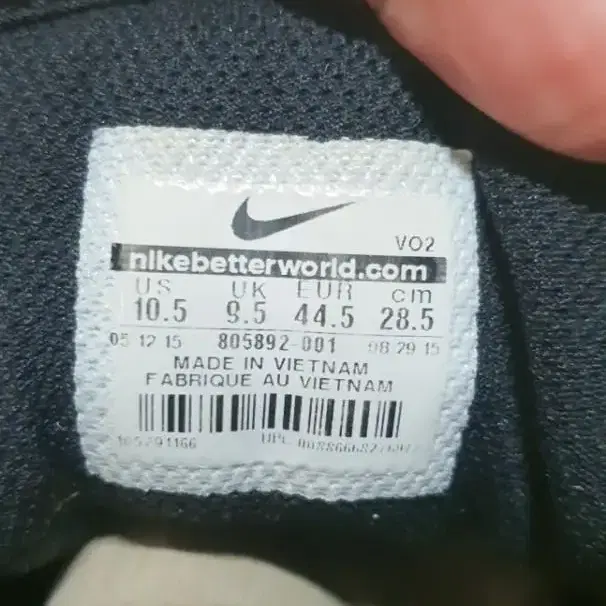 VO2
nikebetterworld.com
US UK EUR cm
10.5 9.5 44.5 28.5
05 12 15 805892-001 08 29 15
MADE IN VIETNAM
FABRIQUE AU VIETNAM
UPC